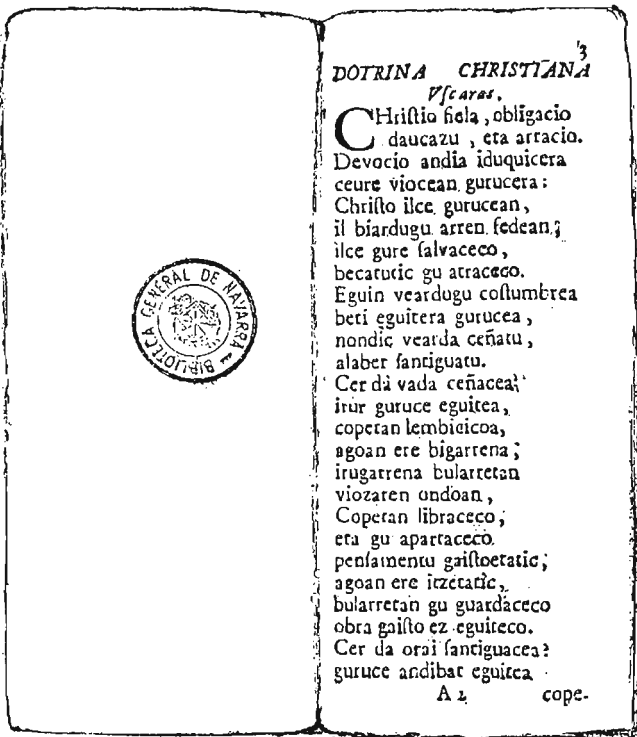 BIBLIOTECA GENERAL DE NAVARRA
3
DOTRINA CHRISTIANA
Vſcaras.
CHriſtio fiela, obligacio
daucazu, eta arracio.
Devocio andia iduquicera
ceure viocean gurucera:
Chriſto ilce gurucean,
il biardugu arren fedean;
ilce gure ſalvaceco,
becatutic gu atraceco.
Eguin veardugu coſtumbrea
beti eguitera gurucea,
nondic vearda ceñatu,
alaber ſantiguatu.
Cer da vada ceñacea?
irur guruce eguitea,
copetan lembicicoa,
agoan ere bigarrena;
irugarrena bularretan
viozaren ondoan,
Copetan libraceco;
eta gu apartaceco
penſamentu gaiſtoetatic;
agoan ere itzetatic,
bularretan gu guardaceco
obra gaiſto ez eguiteco.
Cer da orai ſantiguacea?
guruce andibat eguitea
A 2 cope-